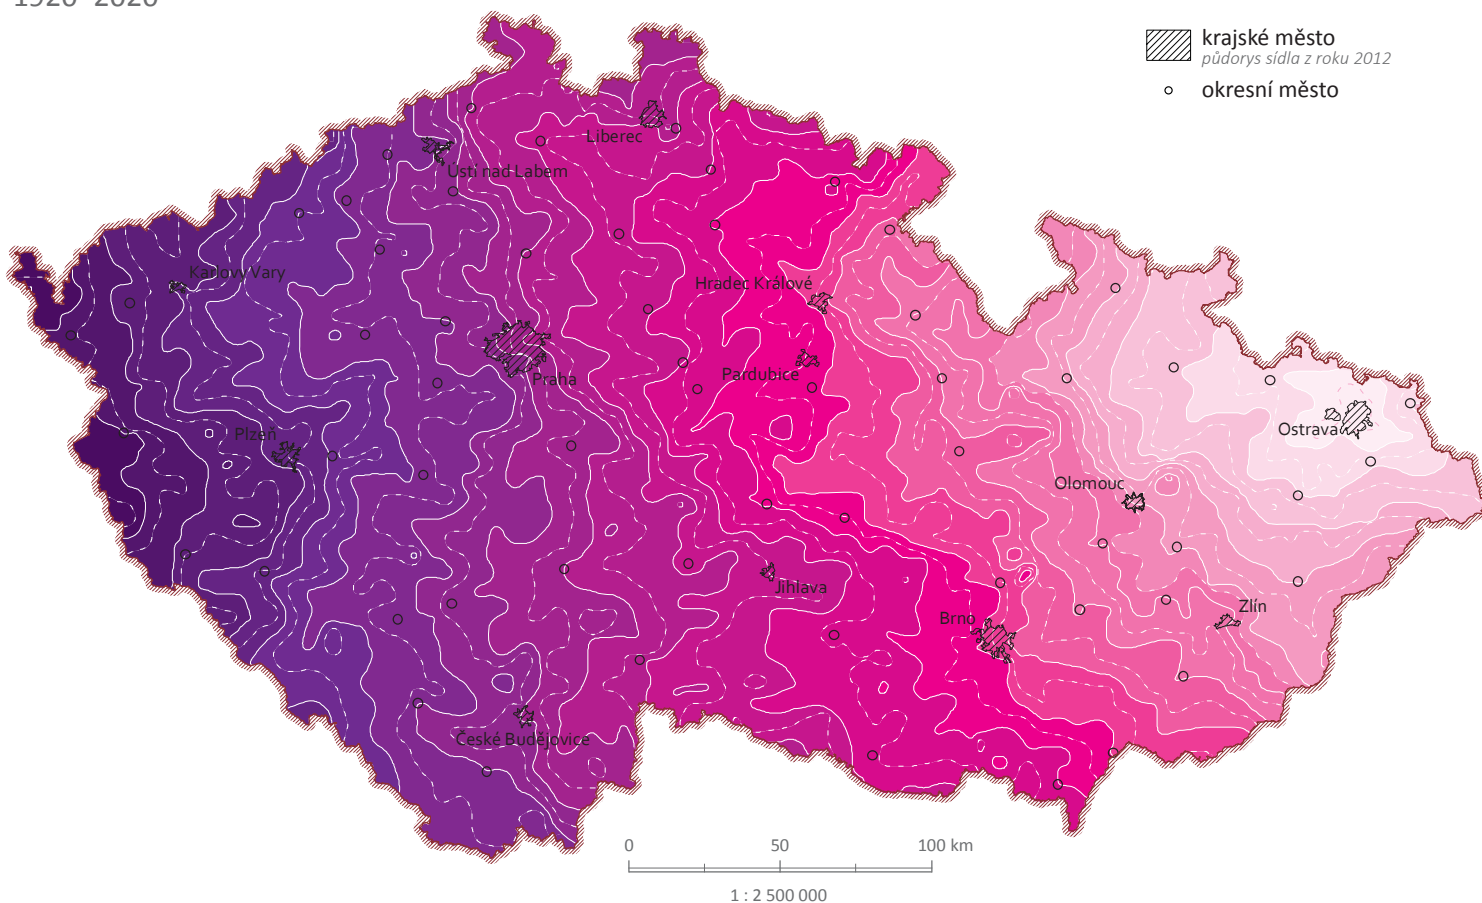 krajské město
půdorys sídla z roku 2012
okresní město
Liberec
Ústí nad Labem
Karlovy Vary
Hradec Králové
Praha
Pardubice
Plzeň
Ostrava
Olomouc
Jihlava
Zlín
Brno
České Budějovice
0 50 100 km
1 : 2 500 000